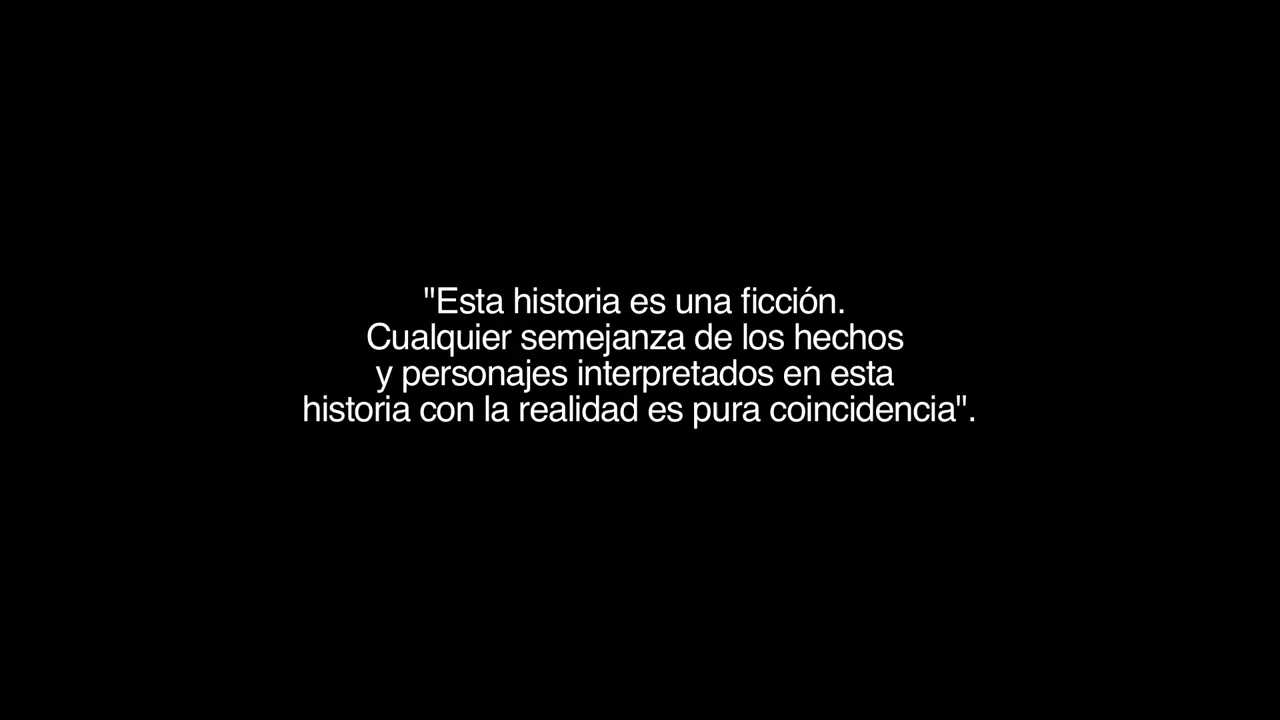 "Esta historia es una ficción.
Cualquier semejanza de los hechos
y personajes interpretados en esta
historia con la realidad es pura coincidencia".